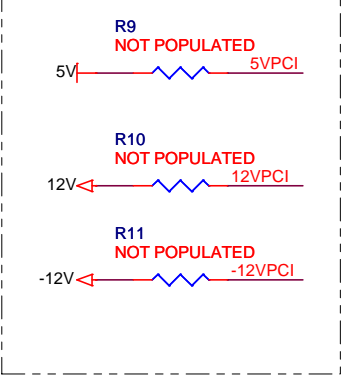 R9
NOT POPULATED
5V
5VPCI
R10
NOT POPULATED
12V
12VPCI
R11
NOT POPULATED
-12V
-12VPCI